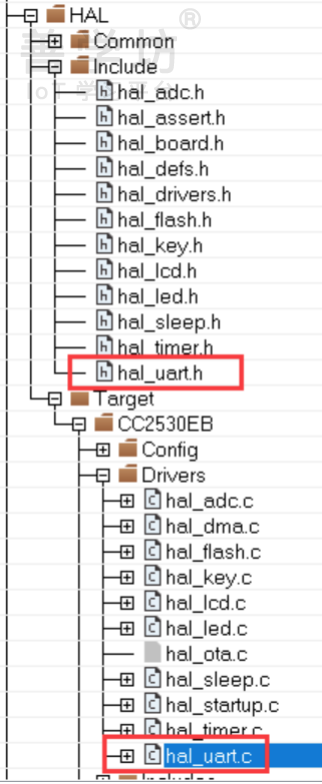 HAL
Common
Include
hal_adc.h
hal_assert.h
hal_board.h
hal_defs.h
hal_drivers.h
hal_flash.h
hal_key.h
hal_lcd.h
hal_led.h
hal_sleep.h
hal_timer.h
hal_uart.h
Target
CC2530EB
Config
Drivers
hal_adc.c
hal_dma.c
hal_flash.c
hal_key.c
hal_lcd.c
hal_led.c
hal_ota.c
hal_sleep.c
hal_startup.c
hal_timer.c
hal_uart.c
Includes